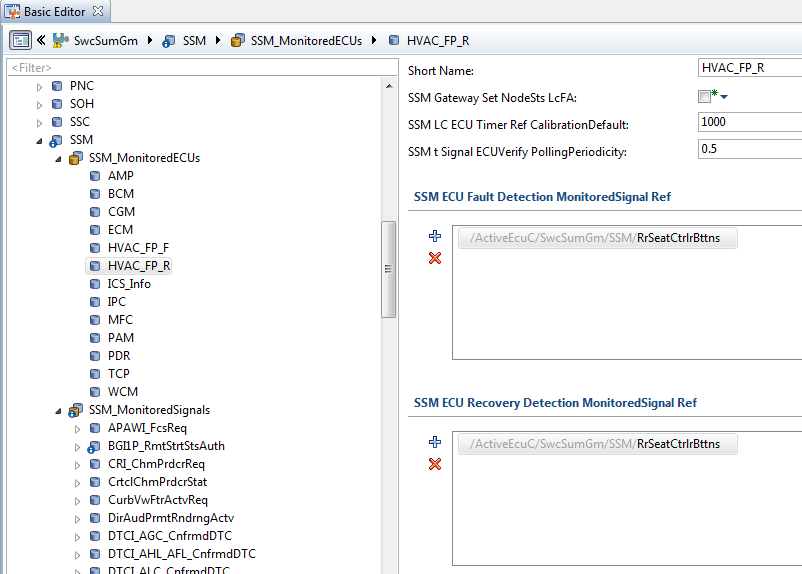 Basic Editor
SwcSumGm SSM SSM_MonitoredECUs HVAC_FP_R
<Filter>
PNC
SOH
SSC
SSM
SSM_MonitoredECUs
AMP
BCM
CGM
ECM
HVAC_FP_F
HVAC_FP_R
ICS_Info
IPC
MFC
PAM
PDR
TCP
WCM
SSM_MonitoredSignals
APAWI_FcsReq
BGI1P_RmtStrtStsAuth
CRI_ChmPrdcrReq
CrtclChmPrdcrStat
CurbVwFtrActvReq
DirAudPrmtRndrngActv
DTCI_AGC_CnfrmdDTC
DTCI_AHL_AFL_CnfrmdDTC
DTCI_ALC_CnfrmdDTC
Short Name: HVAC_FP_R
SSM Gateway Set NodeSts LcFA:
SSM LC ECU Timer Ref CalibrationDefault: 1000
SSM t Signal ECUVerify PollingPeriodicity: 0.5
SSM ECU Fault Detection MonitoredSignal Ref
/ActiveEcuC/SwcSumGm/SSM/RrSeatCtrlrBttns
SSM ECU Recovery Detection MonitoredSignal Ref
/ActiveEcuC/SwcSumGm/SSM/RrSeatCtrlrBttns